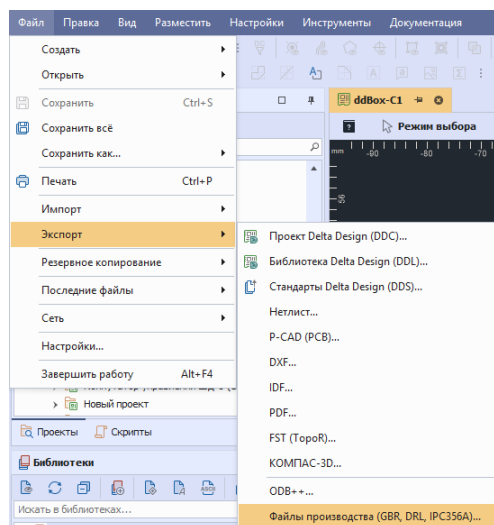 Файл Правка Вид Разместить Настройки Инструменты Документация
Создать
Открыть
Сохранить Ctrl+S
Сохранить всё
Сохранить как...
Печать Ctrl+P
Импорт
Экспорт
Резервное копирование
Последние файлы
Сеть
Настройки...
Завершить работу Alt+F4
ddBox-C1
Режим выбора
mm -90 -80 -70
Проект Delta Design (DDC)...
Библиотека Delta Design (DDL)...
Стандарты Delta Design (DDS)...
Нетлист...
P-CAD (PCB)...
DXF...
IDF...
PDF...
FST (TopoR)...
КОМПАС-3D...
ODB++...
Файлы производства (GBR, DRL, IPC356A)...
Новый проект
Проекты Скрипты
Библиотеки
Искать в библиотеках...